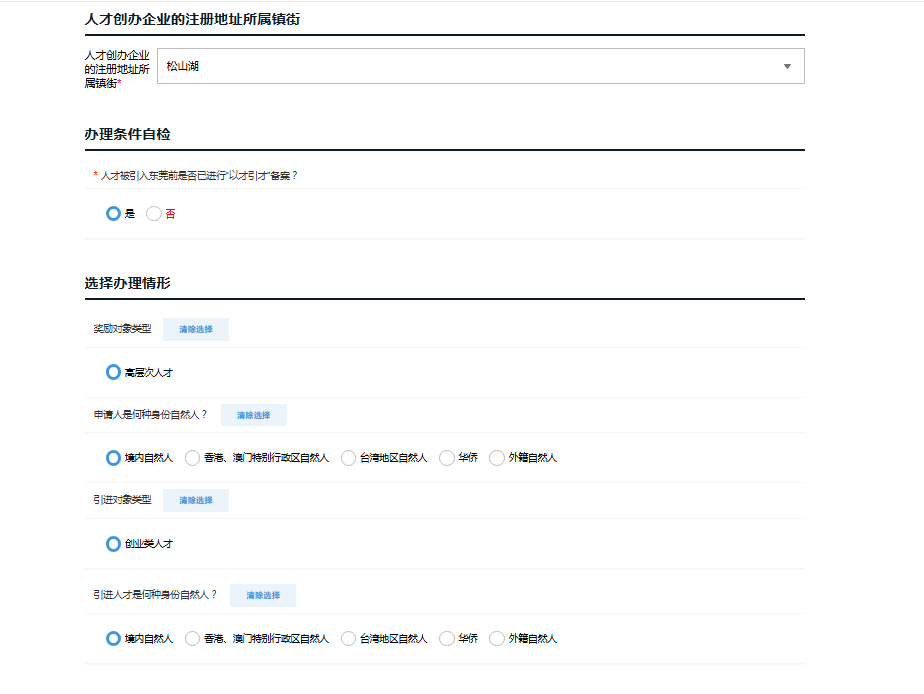 人才创办企业的注册地址所属镇街
人才创办企业
的注册地址所
属镇街*
松山湖
办理条件自检
* 人才被引入东莞前是否已进行“以才引才”备案？
是 否
选择办理情形
奖励对象类型 清除选择
高层次人才
申请人是何种身份自然人？ 清除选择
境内自然人 香港、澳门特别行政区自然人 台湾地区自然人 华侨 外籍自然人
引进对象类型 清除选择
创业类人才
引进人才是何种身份自然人？ 清除选择
境内自然人 香港、澳门特别行政区自然人 台湾地区自然人 华侨 外籍自然人